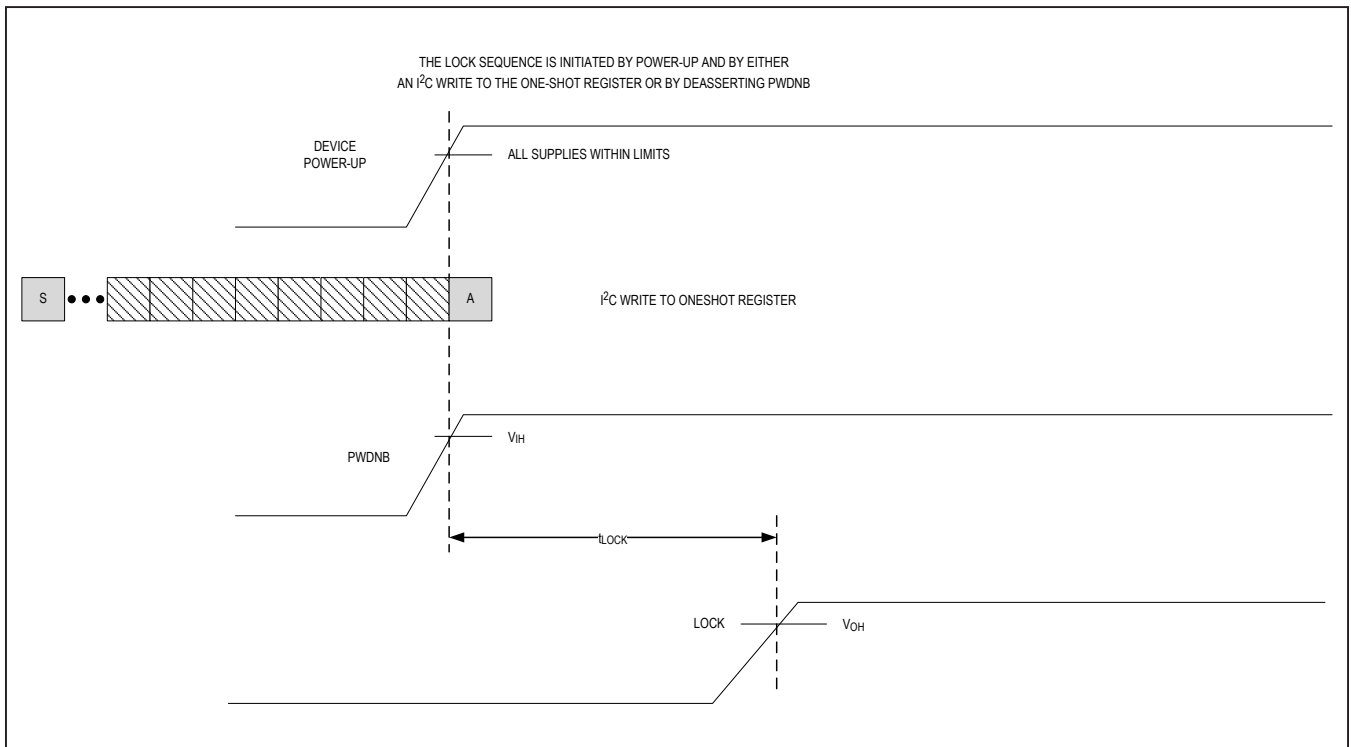 THE LOCK SEQUENCE IS INITIATED BY POWER-UP AND BY EITHER
AN I²C WRITE TO THE ONE-SHOT REGISTER OR BY DEASSERTING PWDNB
DEVICE
POWER-UP
ALL SUPPLIES WITHIN LIMITS
S
A
I²C WRITE TO ONESHOT REGISTER
VIH
PWDNB
tLOCK
LOCK
VOH